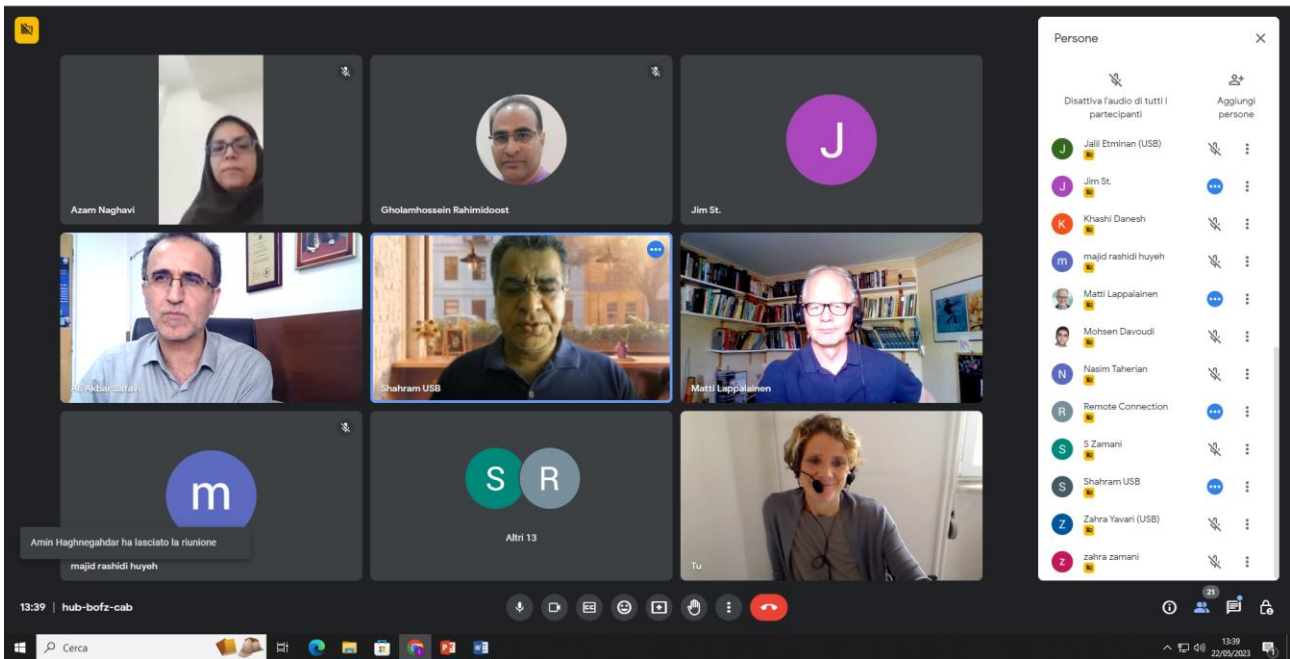 Azam Naghavi
Gholamhossein Rahimidoost
J
Jim St.
Ali Akbar Safavi
Shahram USB
Matti Lappalainen
m
Amin Haghnegahdar ha lasciato la riunione
majid rashidi huyeh
S R
Altri 13
Tu
Persone
Disattiva l'audio di tutti i
partecipanti
Aggiungi
persone
J Jalil Etminan (USB)
J Jim St.
K Khashi Danesh
m majid rashidi huyeh
Matti Lappalainen
Mohsen Davoudi
N Nasim Taherian
R Remote Connection
S S Zamani
S Shahram USB
Z Zahra Yavari (USB)
z zahra zamani
13:39 | hub-bofz-cab
21
Cerca
13:39
22/05/2023